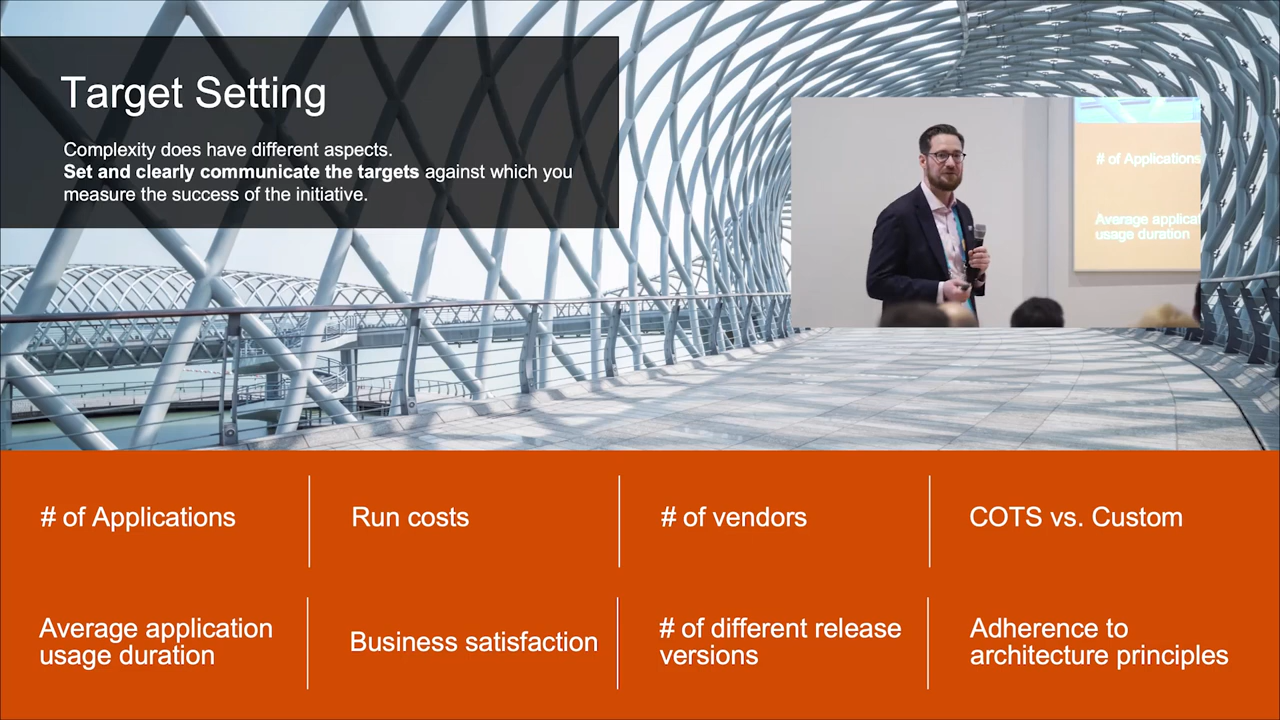 Target Setting
Complexity does have different aspects.
Set and clearly communicate the targets against which you
measure the success of the initiative.
# of Applications
Average
usage duration
# of Applications
Run costs
# of vendors
COTS vs. Custom
Average application
usage duration
Business satisfaction
# of different release
versions
Adherence to
architecture principles